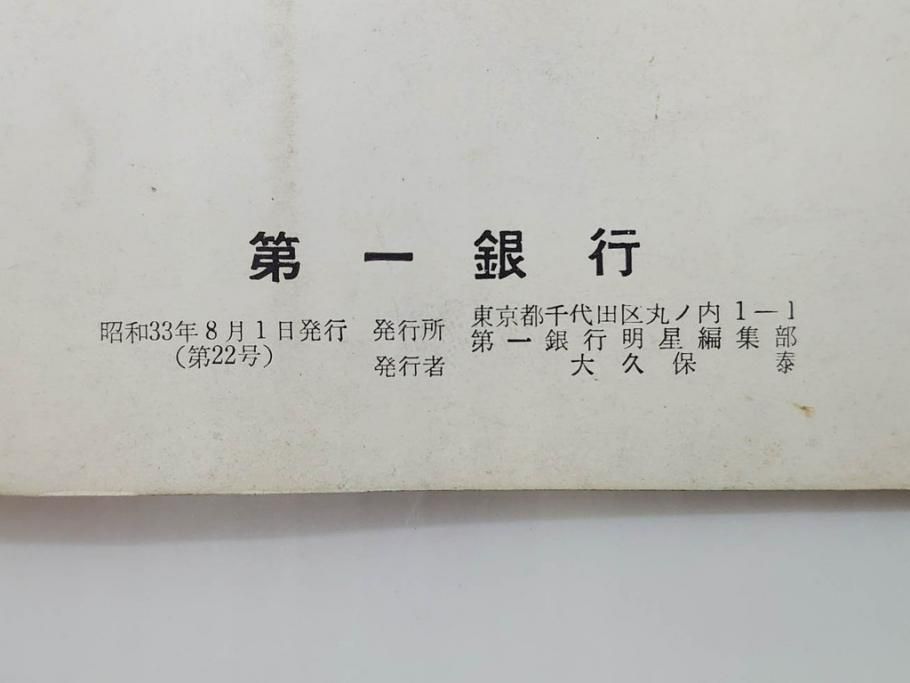 第一銀行
昭和33年8月1日発行 発行所 東京都千代田区丸ノ内1―1
(第22号) 第一銀行明星編集部
発行者 大久保泰